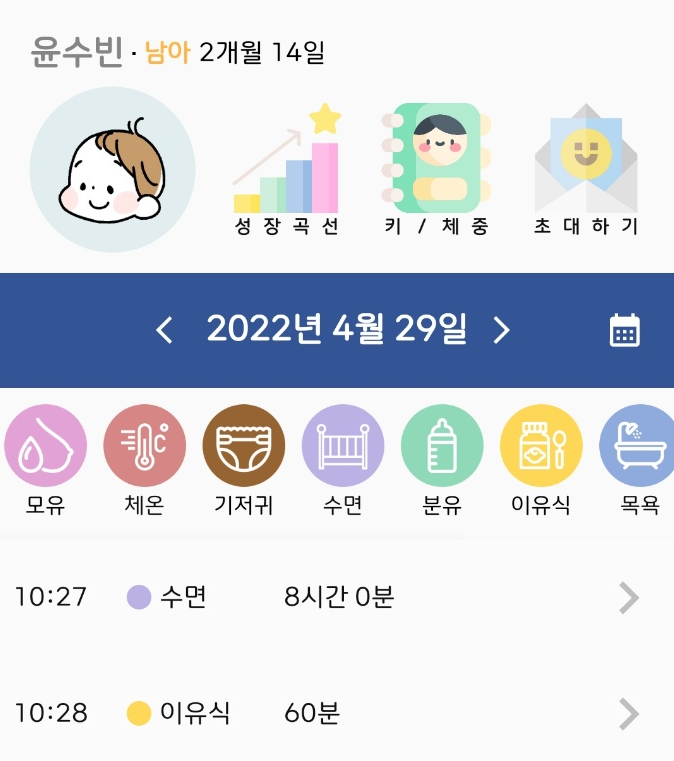 윤수빈 · 남아 2개월 14일
성장곡선 키 / 체중 초대하기
2022년 4월 29일
모유 체온 기저귀 수면 분유 이유식 목욕
10:27 수면 8시간 0분
10:28 이유식 60분